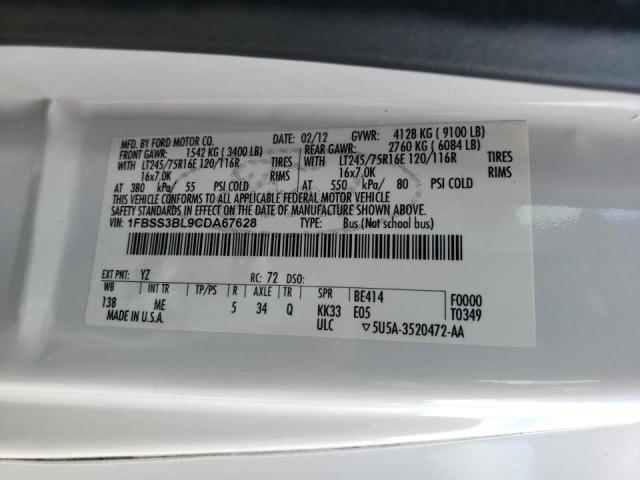 MFD. BY FORD MOTOR CO. DATE: 02/12 GVWR: 4128 KG ( 9100 LB)
FRONT GAWR: 1542 KG ( 3400 LB) REAR GAWR: 2760 KG ( 6084 LB)
WITH LT245/75R16E 120/116R TIRES WITH LT245/75R16E 120/116R TIRES
16x7.0K RIMS 16x7.0K RIMS
AT 380 kPa/ 55 PSI COLD AT 550 kPa/ 80 PSI COLD
THIS VEHICLE CONFORMS TO ALL APPLICABLE FEDERAL MOTOR VEHICLE
SAFETY STANDARDS IN EFFECT ON THE DATE OF MANUFACTURE SHOWN ABOVE.
VIN: 1FBSS3BL9CDA67628 TYPE: Bus (Not school bus)
EXT PNT: YZ RC: 72 DSO:
WB INT TR TP/PS R AXLE TR SPR BE414 F0000
138 ME 5 34 Q KK33 E05 T0349
MADE IN U.S.A. ULC ▽5U5A-3520472-AA